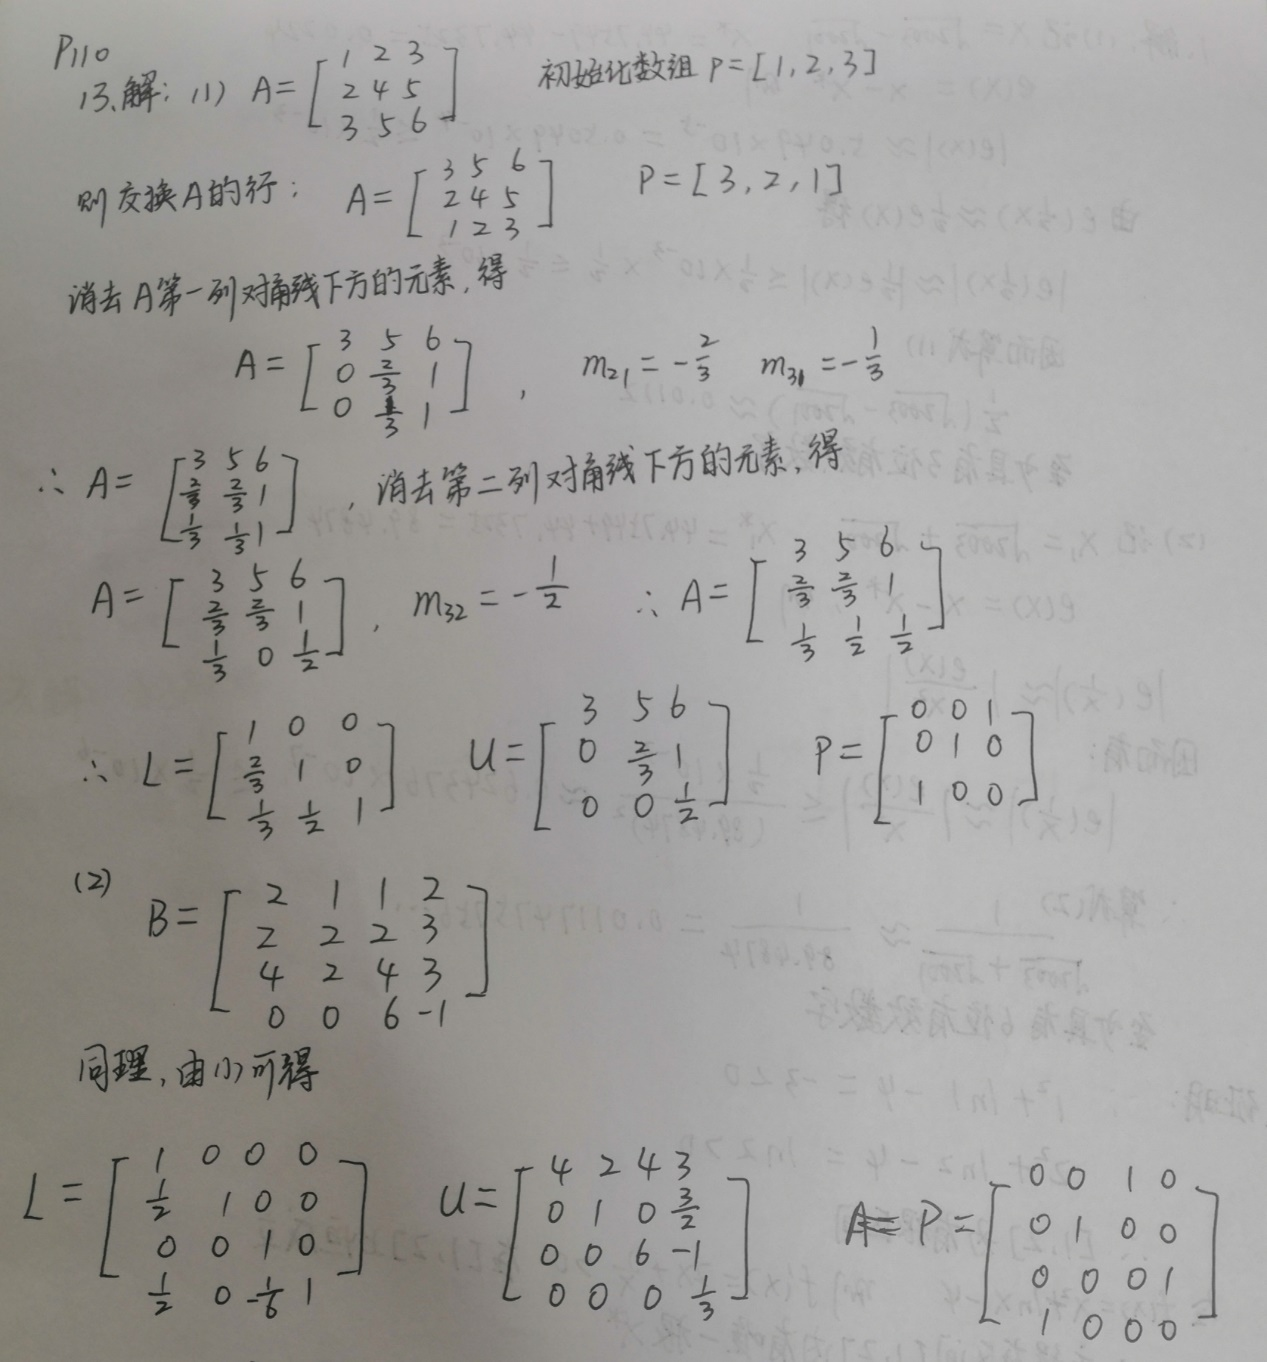 P110
13.解: (1) A = [1 2 3; 2 4 5; 3 5 6] 初始化数组 p = [1, 2, 3]
则交换A的行: A = [3 5 6; 2 4 5; 1 2 3] P = [3, 2, 1]
消去A第一列对角线下方的元素,得
A = [3 5 6; 0 2/3 1; 0 1/3 1], m21 = -2/3 m31 = -1/3
∴ A = [3 5 6; 2/3 2/3 1; 1/3 1/3 1], 消去第二列对角线下方的元素,得
A = [3 5 6; 2/3 2/3 1; 1/3 0 1/2], m32 = -1/2 ∴ A = [3 5 6; 2/3 2/3 1; 1/3 1/2 1/2]
∴ L = [1 0 0; 2/3 1 0; 1/3 1/2 1] U = [3 5 6; 0 2/3 1; 0 0 1/2] P = [0 0 1; 0 1 0; 1 0 0]
(2) B = [2 1 1 2; 2 2 2 3; 4 2 4 3; 0 0 6 -1]
同理,由(1)可得
L = [1 0 0 0; 1/2 1 0 0; 0 0 1 0; 1/2 0 -1/6 1] U = [4 2 4 3; 0 1 0 3/2; 0 0 6 -1; 0 0 0 1/3] P = [0 0 1 0; 0 1 0 0; 0 0 0 1; 1 0 0 0]